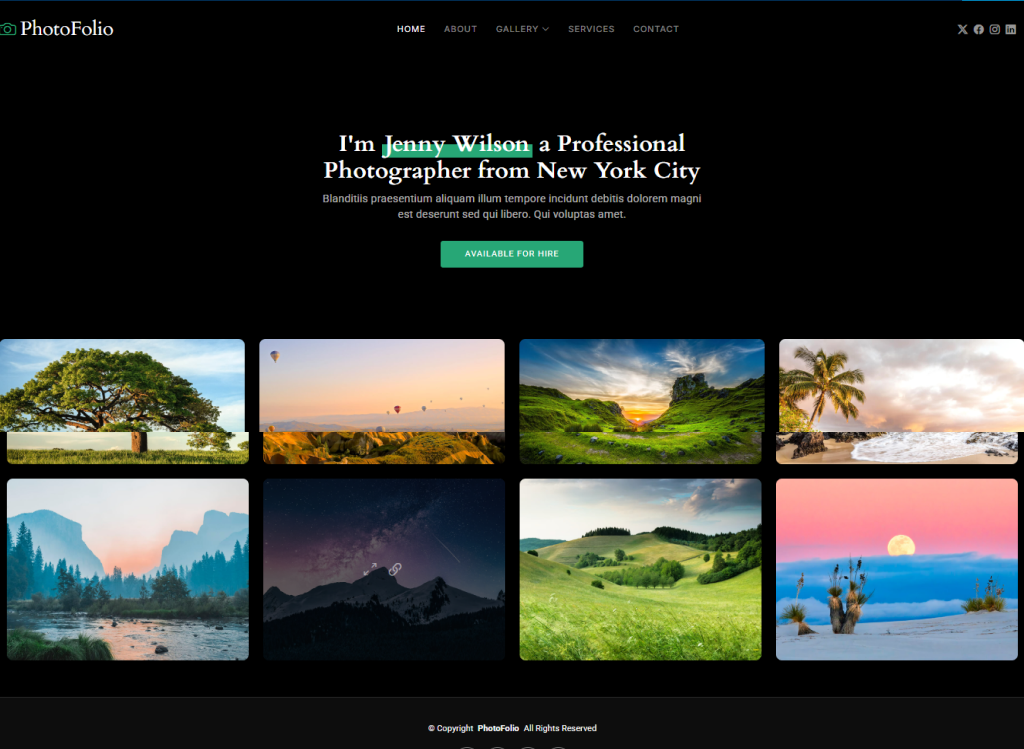 PhotoFolio
HOME ABOUT GALLERY SERVICES CONTACT
I'm Jenny Wilson a Professional
Photographer from New York City
Blanditiis praesentium aliquam illum tempore incidunt debitis dolorem magni
est deserunt sed qui libero. Qui voluptas amet.
AVAILABLE FOR HIRE
© Copyright PhotoFolio All Rights Reserved